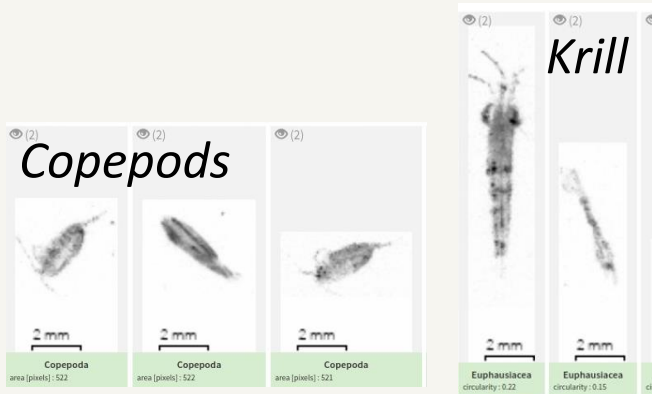 (2)
(2)
(2)
Copepods
2 mm
2 mm
2 mm
Copepoda
area [pixels] : 522
Copepoda
area [pixels] : 522
Copepoda
area [pixels] : 521
(2)
(2)
Krill
2 mm
2 mm
Euphausiacea
circularity : 0.22
Euphausiacea
circularity : 0.15